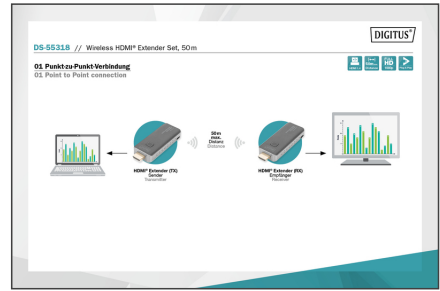 DIGITUS®
DS-55318 // Wireless HDMI® Extender Set, 50m
01 Punkt-zu-Punkt-Verbindung
01 Point to Point connection
50m
max.
Distanz
Distance
HDMI® Extender (TX)
Sender
Transmitter
HDMI® Extender (RX)
Empfänger
Receiver